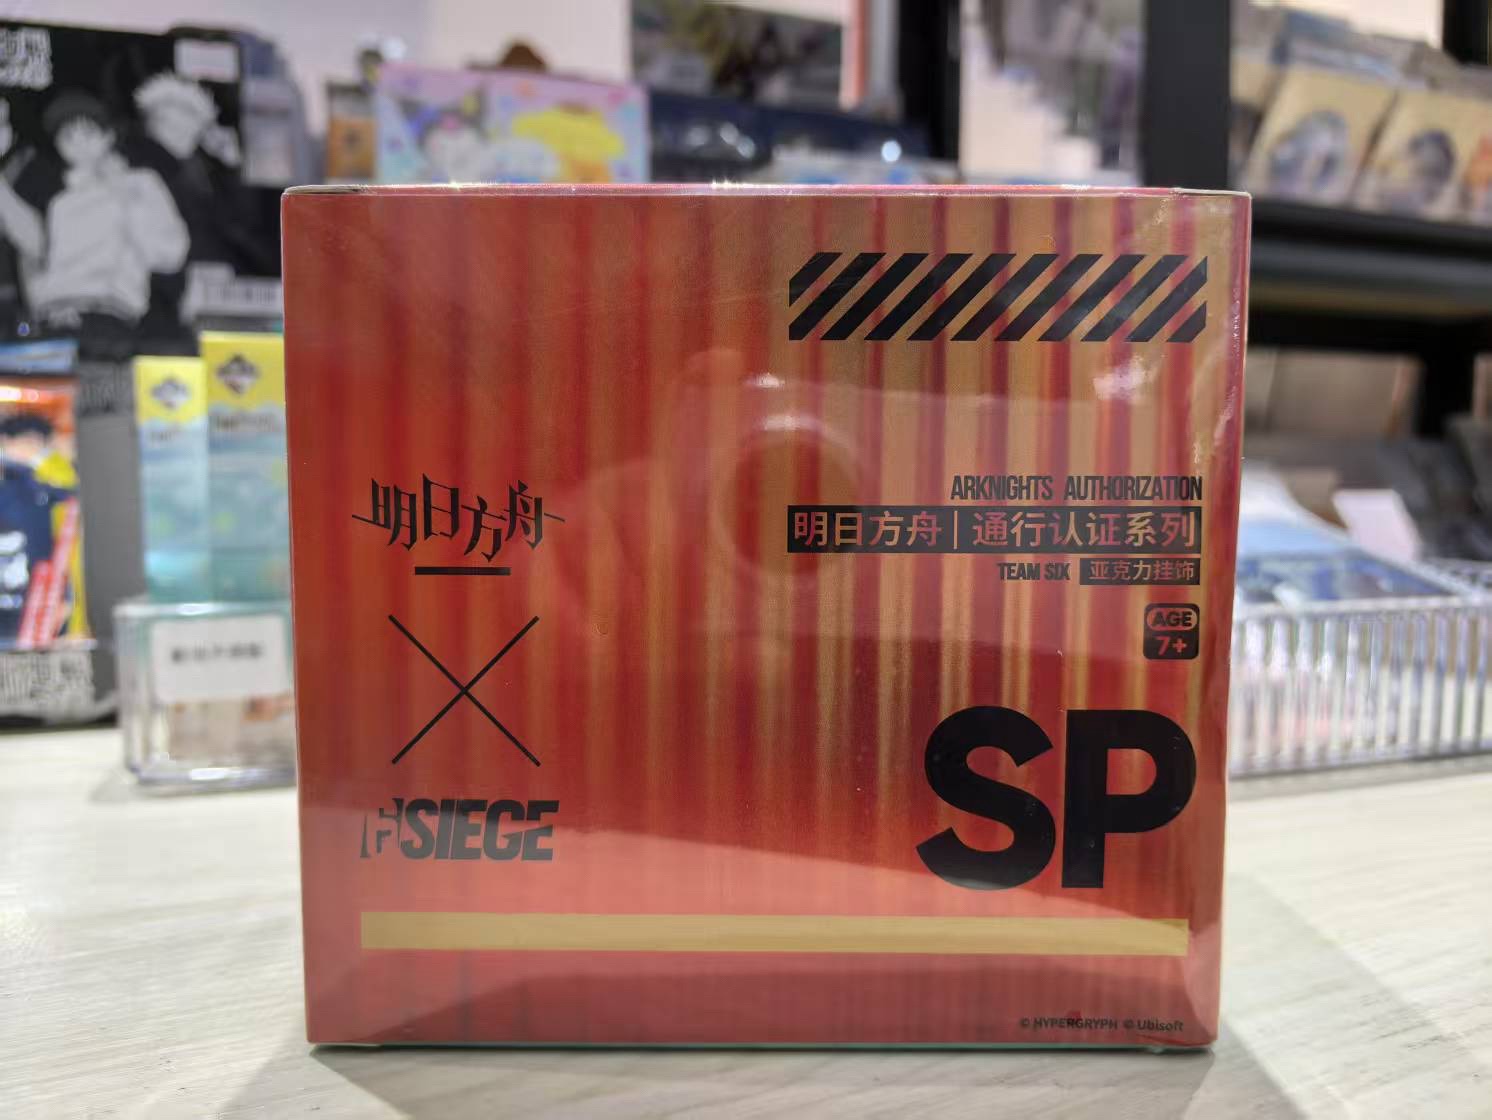 ARKNIGHTS AUTHORIZATION
明日方舟 | 通行认证系列
TEAM SIX 亚克力挂饰
AGE
7+
明日方舟
SIEGE
SP
© HYPERGRYPH © Ubisoft